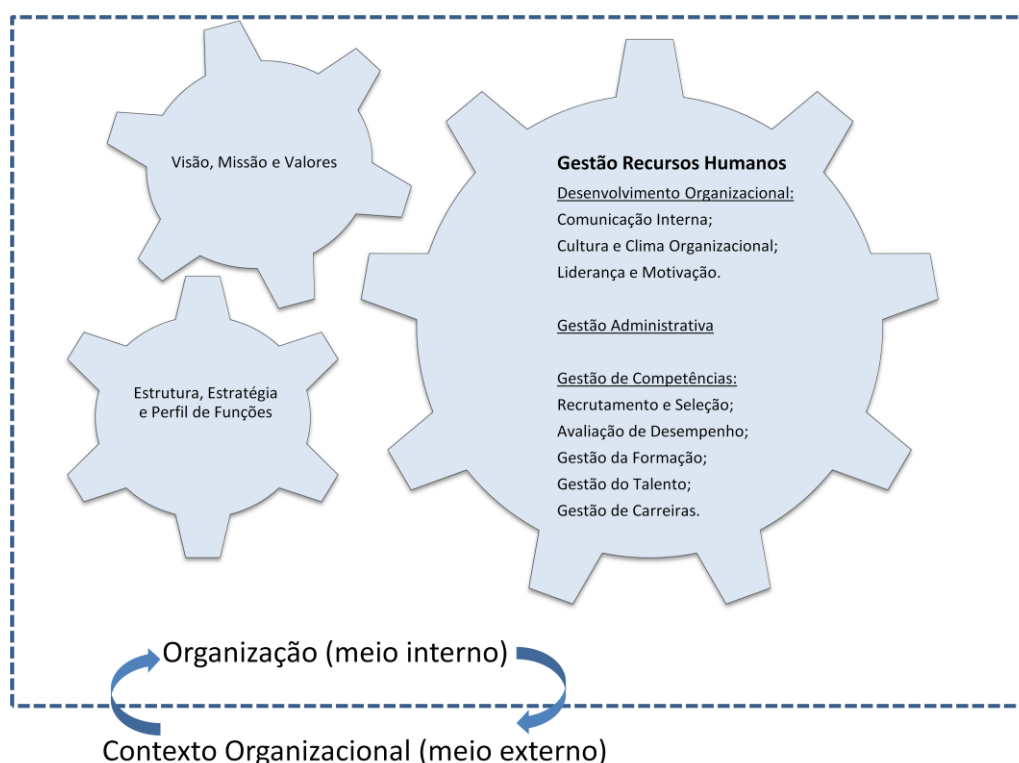 Visão, Missão e Valores
Estrutura, Estratégia
e Perfil de Funções
Gestão Recursos Humanos
Desenvolvimento Organizacional:
Comunicação Interna;
Cultura e Clima Organizacional;
Liderança e Motivação.
Gestão Administrativa
Gestão de Competências:
Recrutamento e Seleção;
Avaliação de Desempenho;
Gestão da Formação;
Gestão do Talento;
Gestão de Carreiras.
Organização (meio interno)
Contexto Organizacional (meio externo)